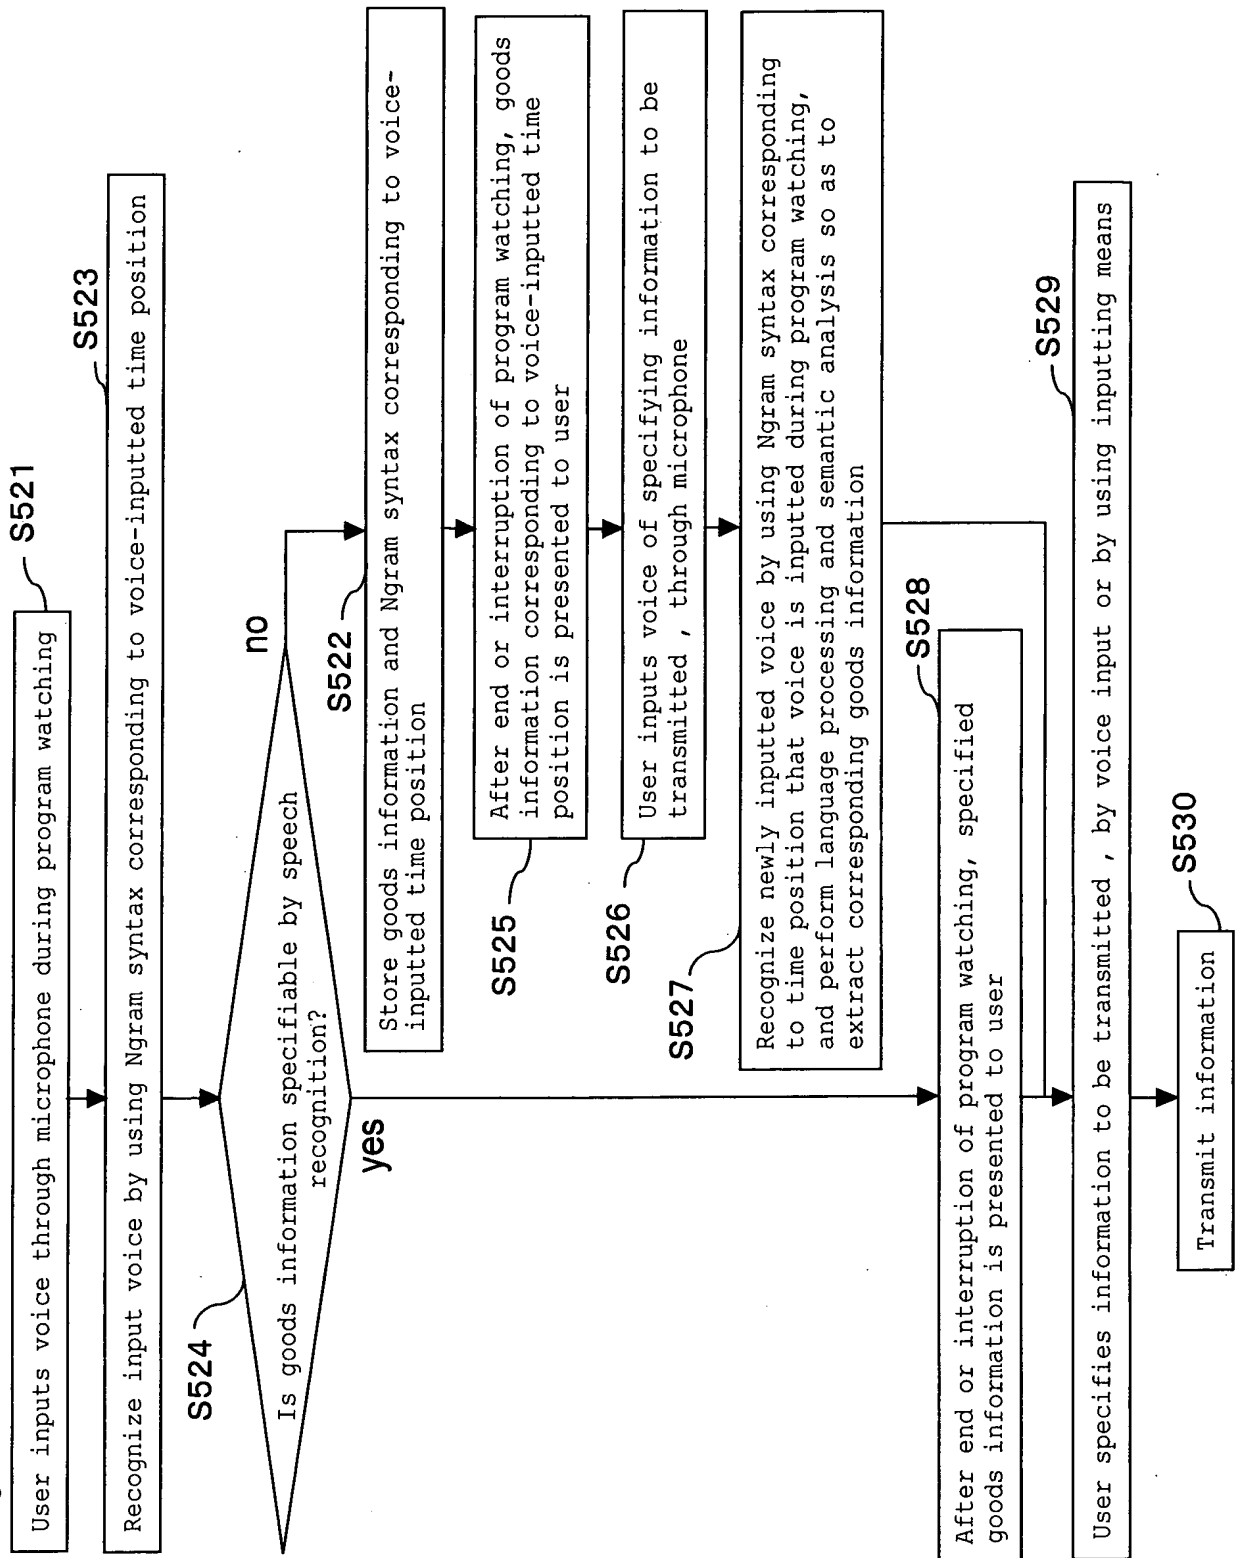 User inputs voice through microphone during program watching
S521
Recognize input voice by using Ngram syntax corresponding to voice-inputted time position
S523
Is goods information specifiable by speech
recognition?
S524
no
yes
S522
Store goods information and Ngram syntax corresponding to voice-
inputted time position
After end or interruption of program watching, goods
information corresponding to voice-inputted time
position is presented to user
S525
User inputs voice of specifying information to be
transmitted , through microphone
S526
Recognize newly inputted voice by using Ngram syntax corresponding
to time position that voice is inputted during program watching,
and perform language processing and semantic analysis so as to
extract corresponding goods information
S527
S528
After end or interruption of program watching, specified
goods information is presented to user
S529
User specifies information to be transmitted , by voice input or by using inputting means
S530
Transmit information